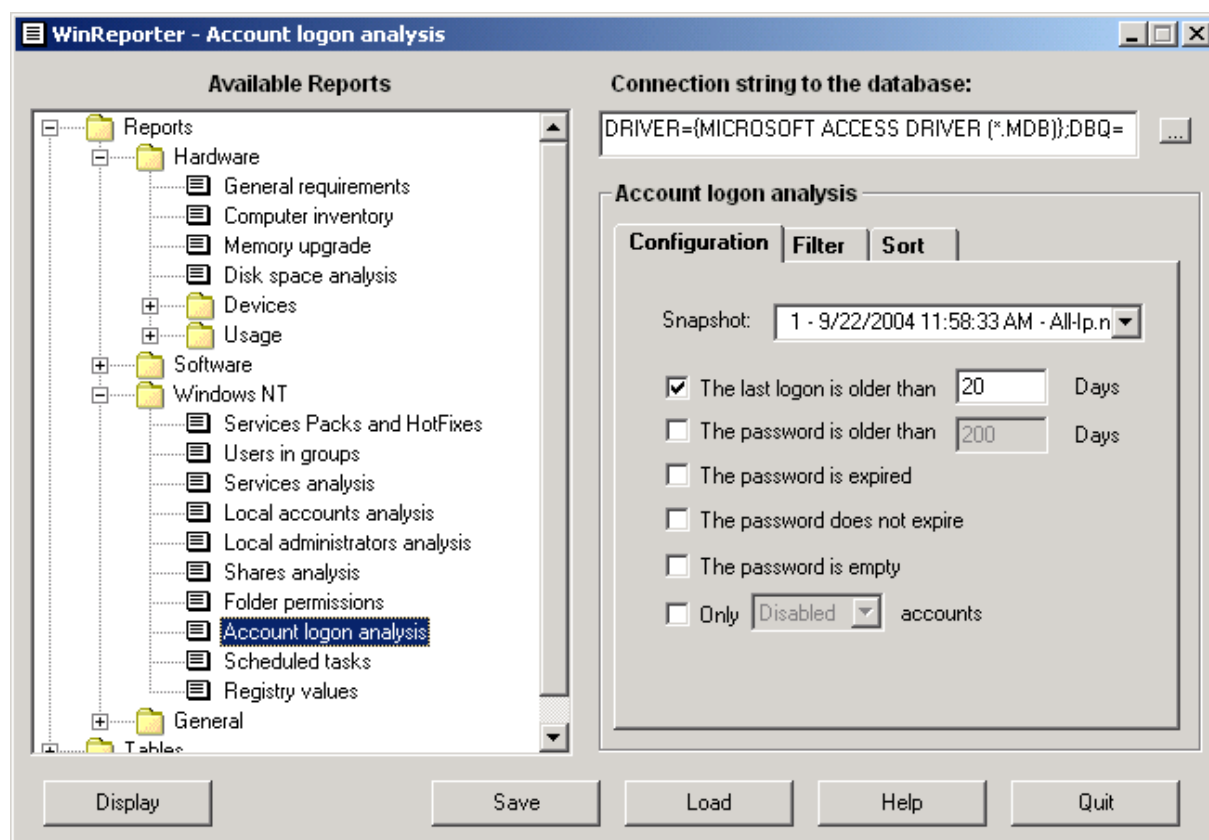 WinReporter - Account logon analysis
Available Reports
Reports
Hardware
General requirements
Computer inventory
Memory upgrade
Disk space analysis
Devices
Usage
Software
Windows NT
Services Packs and HotFixes
Users in groups
Services analysis
Local accounts analysis
Local administrators analysis
Shares analysis
Folder permissions
Account logon analysis
Scheduled tasks
Registry values
General
Tables
Connection string to the database:
DRIVER={MICROSOFT ACCESS DRIVER (*.MDB)};DBQ=
...
Account logon analysis
Configuration Filter Sort
Snapshot: 1 - 9/22/2004 11:58:33 AM - All-Ip.n
The last logon is older than 20 Days
The password is older than 200 Days
The password is expired
The password does not expire
The password is empty
Only Disabled accounts
Display Save Load Help Quit